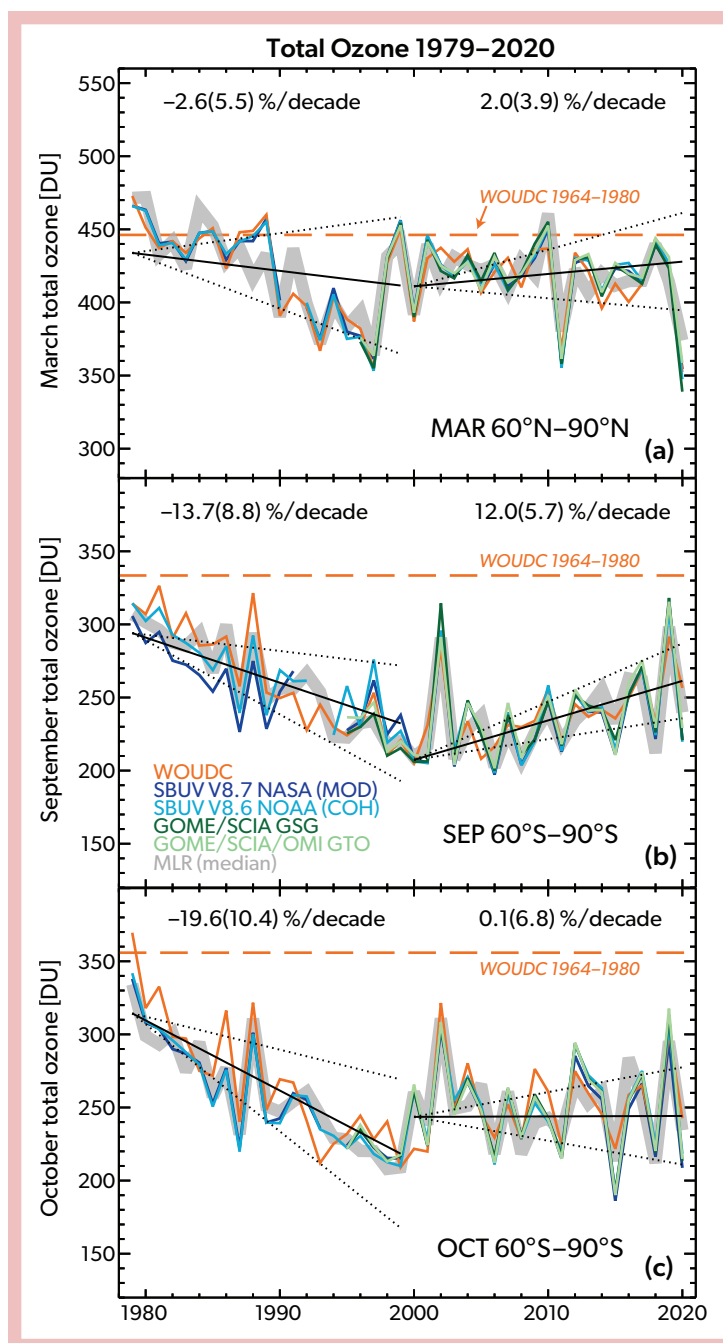 Total Ozone 1979–2020
550
500
450
400
350
300
March total ozone [DU]
–2.6(5.5) %/decade
2.0(3.9) %/decade
WOUDC 1964–1980
MAR 60°N–90°N
(a)
350
300
250
200
150
September total ozone [DU]
–13.7(8.8) %/decade
12.0(5.7) %/decade
WOUDC 1964–1980
WOUDC
SBUV V8.7 NASA (MOD)
SBUV V8.6 NOAA (COH)
GOME/SCIA GSG
GOME/SCIA/OMI GTO
MLR (median)
SEP 60°S–90°S
(b)
350
300
250
200
150
October total ozone [DU]
–19.6(10.4) %/decade
0.1(6.8) %/decade
WOUDC 1964–1980
OCT 60°S–90°S
(c)
1980 1990 2000 2010 2020